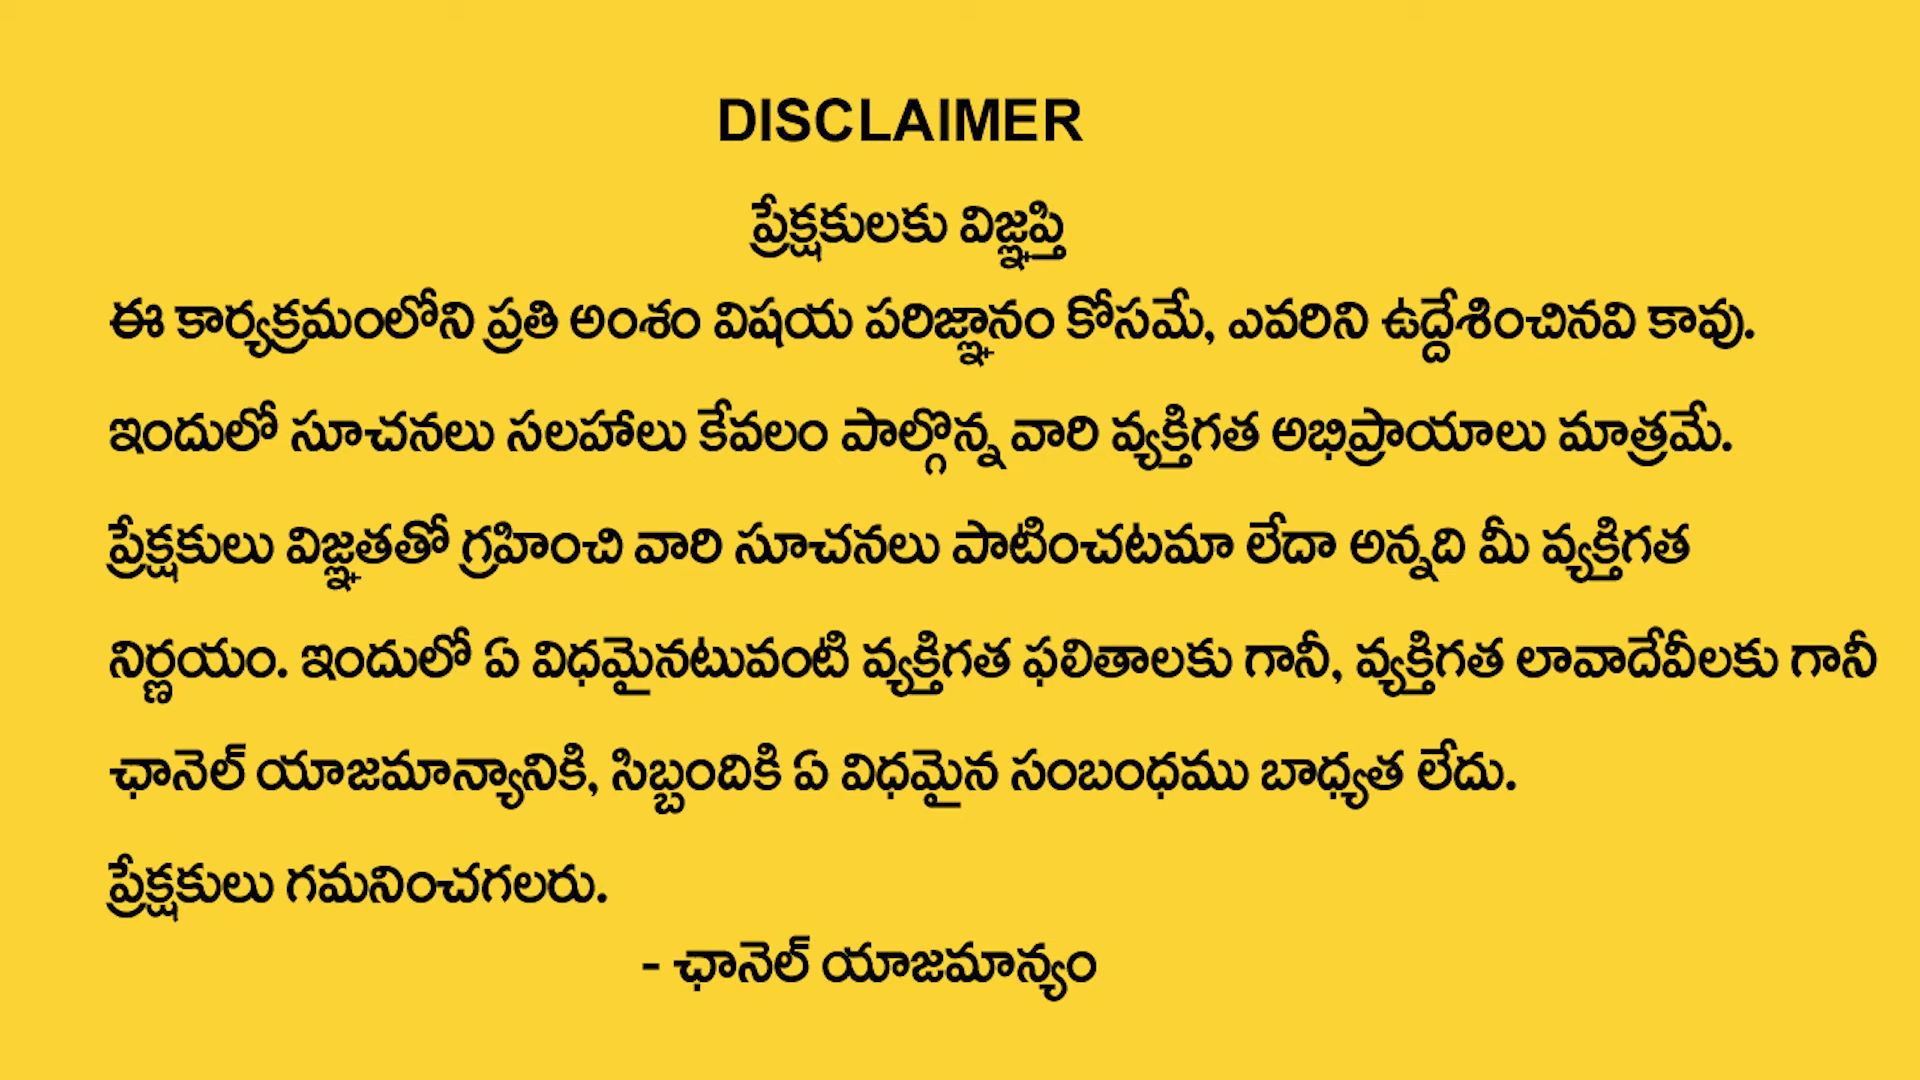 DISCLAIMER
ప్రేక్షకులకు విజ్ఞప్తి
ఈ కార్యక్రమంలోని ప్రతి అంశం విషయ పరిజ్ఞానం కోసమే, ఎవరిని ఉద్దేశించినవి కావు.
ఇందులో సూచనలు సలహాలు కేవలం పాల్గొన్న వారి వ్యక్తిగత అభిప్రాయాలు మాత్రమే.
ప్రేక్షకులు విజ్ఞతతో గ్రహించి వారి సూచనలు పాటించటమా లేదా అన్నది మీ వ్యక్తిగత
నిర్ణయం. ఇందులో ఏ విధమైనటువంటి వ్యక్తిగత ఫలితాలకు గానీ, వ్యక్తిగత లావాదేవీలకు గానీ
ఛానెల్ యాజమాన్యానికి, సిబ్బందికి ఏ విధమైన సంబంధము బాధ్యత లేదు.
ప్రేక్షకులు గమనించగలరు.
- ఛానెల్ యాజమాన్యం